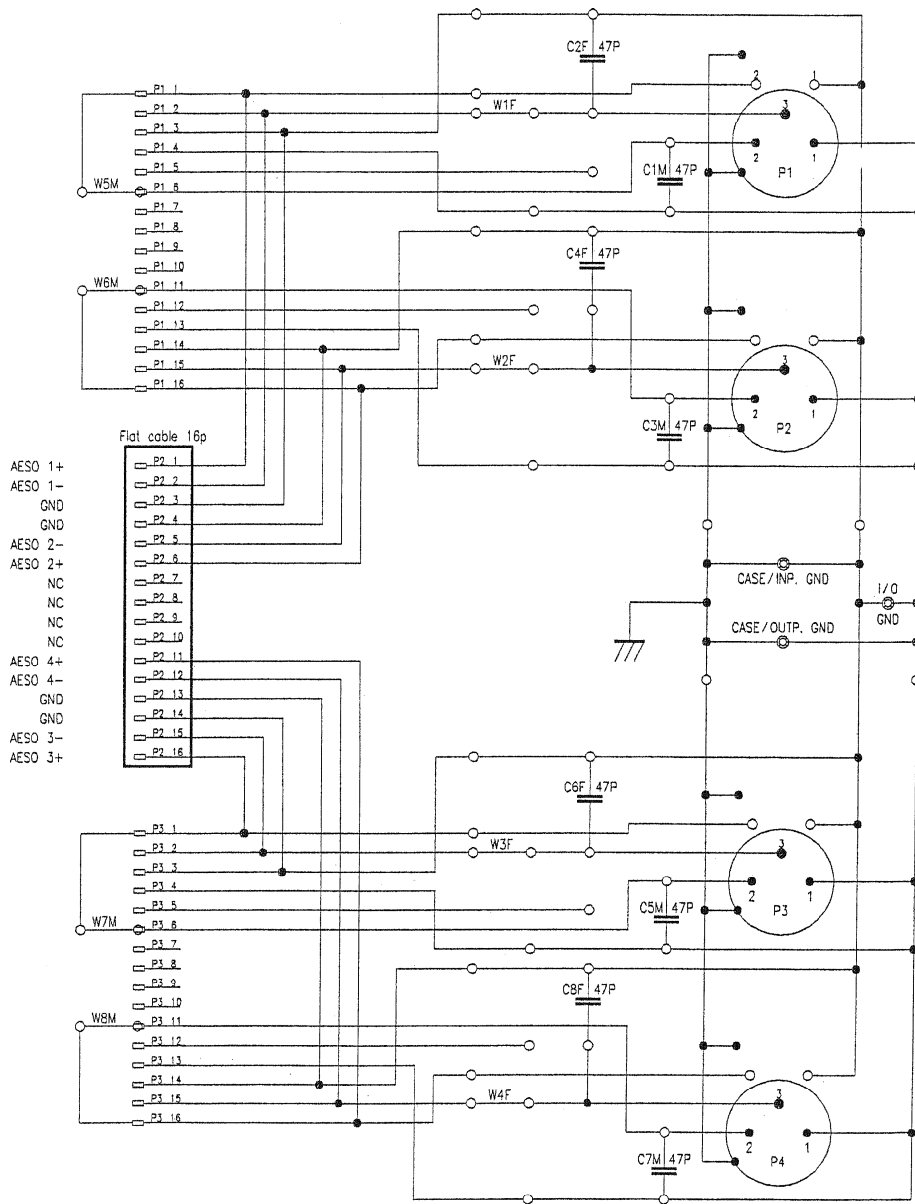 C2F 47P
2 1
P1 1
P1 2
W1F
3
P1 3
P1 4
2 1
P1 5
C1M 47P
P1
W5M
P1 6
P1 7
P1 8
C4F 47P
P1 9
P1 10
W6M
P1 11
P1 12
P1 13
P1 14
P1 15
W2F
3
P1 16
2 1
C3M 47P
P2
Flat cable 16p
AESO 1+
P2 1
AESO 1-
P2 2
GND
P2 3
GND
P2 4
AESO 2-
P2 5
AESO 2+
P2 6
NC
P2 7
CASE/INP. GND
I/O
NC
P2 8
GND
NC
P2 9
CASE/OUTP. GND
NC
P2 10
AESO 4+
P2 11
AESO 4-
P2 12
GND
P2 13
GND
P2 14
AESO 3-
P2 15
AESO 3+
P2 16
C6F 47P
P3 1
P3 2
W3F
3
P3 3
P3 4
2 1
P3 5
C5M 47P
P3
W7M
P3 6
P3 7
P3 8
C8F 47P
P3 9
P3 10
W8M
P3 11
P3 12
P3 13
P3 14
P3 15
W4F
3
P3 16
2 1
C7M 47P
P4